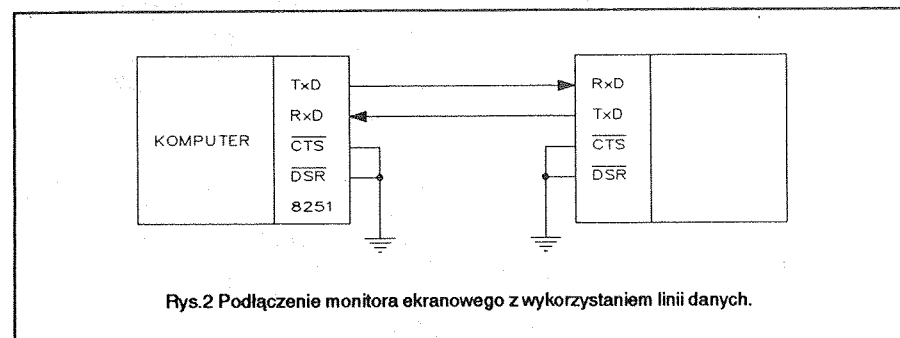 TxD
RxD
KOMPUTER
CTS
DSR
8251
RxD
TxD
CTS
DSR
Rys.2 Podłączenie monitora ekranowego z wykorzystaniem linii danych.